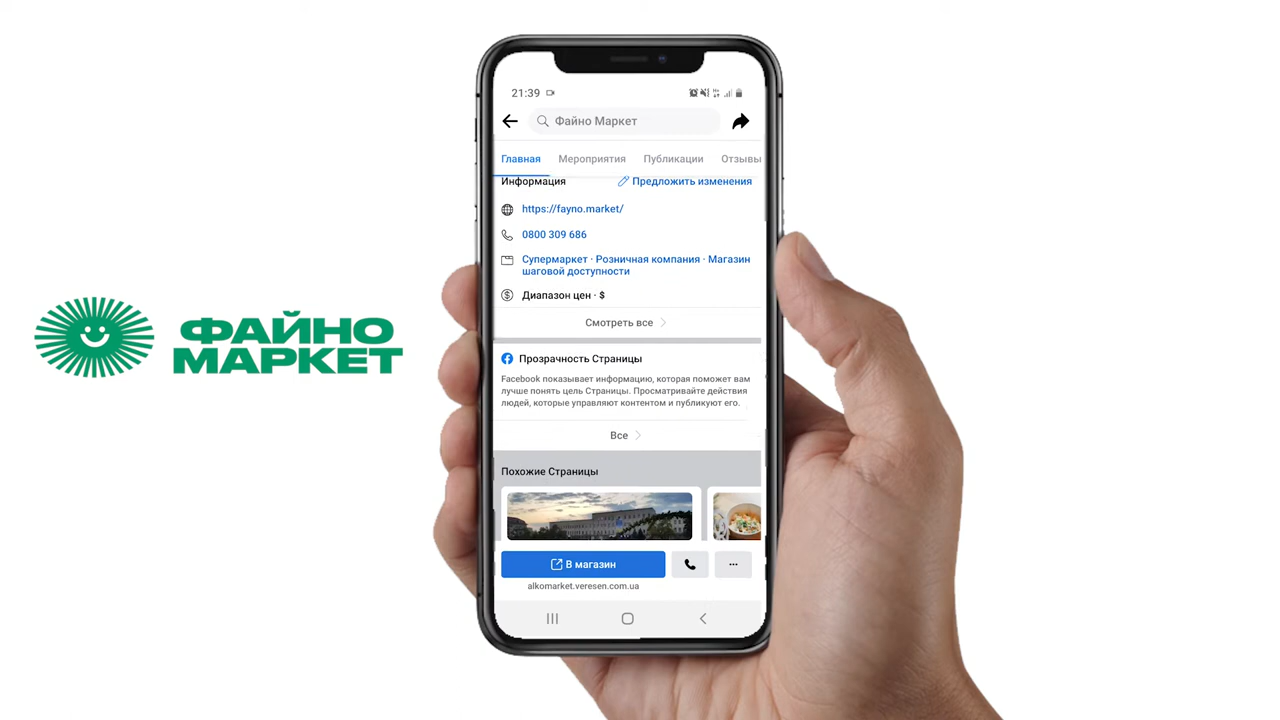 ФАЙНО
МАРКЕТ
21:39
Файно Маркет
Главная Мероприятия Публикации Отзывы
Информация Предложить изменения
https://fayno.market/
0800 309 686
Супермаркет · Розничная компания · Магазин
шаговой доступности
Диапазон цен · $
Смотреть все
Прозрачность Страницы
Facebook показывает информацию, которая поможет вам
лучше понять цель Страницы. Просматривайте действия
людей, которые управляют контентом и публикуют его.
Все
Похожие Страницы
В магазин
alkomarket.veresen.com.ua